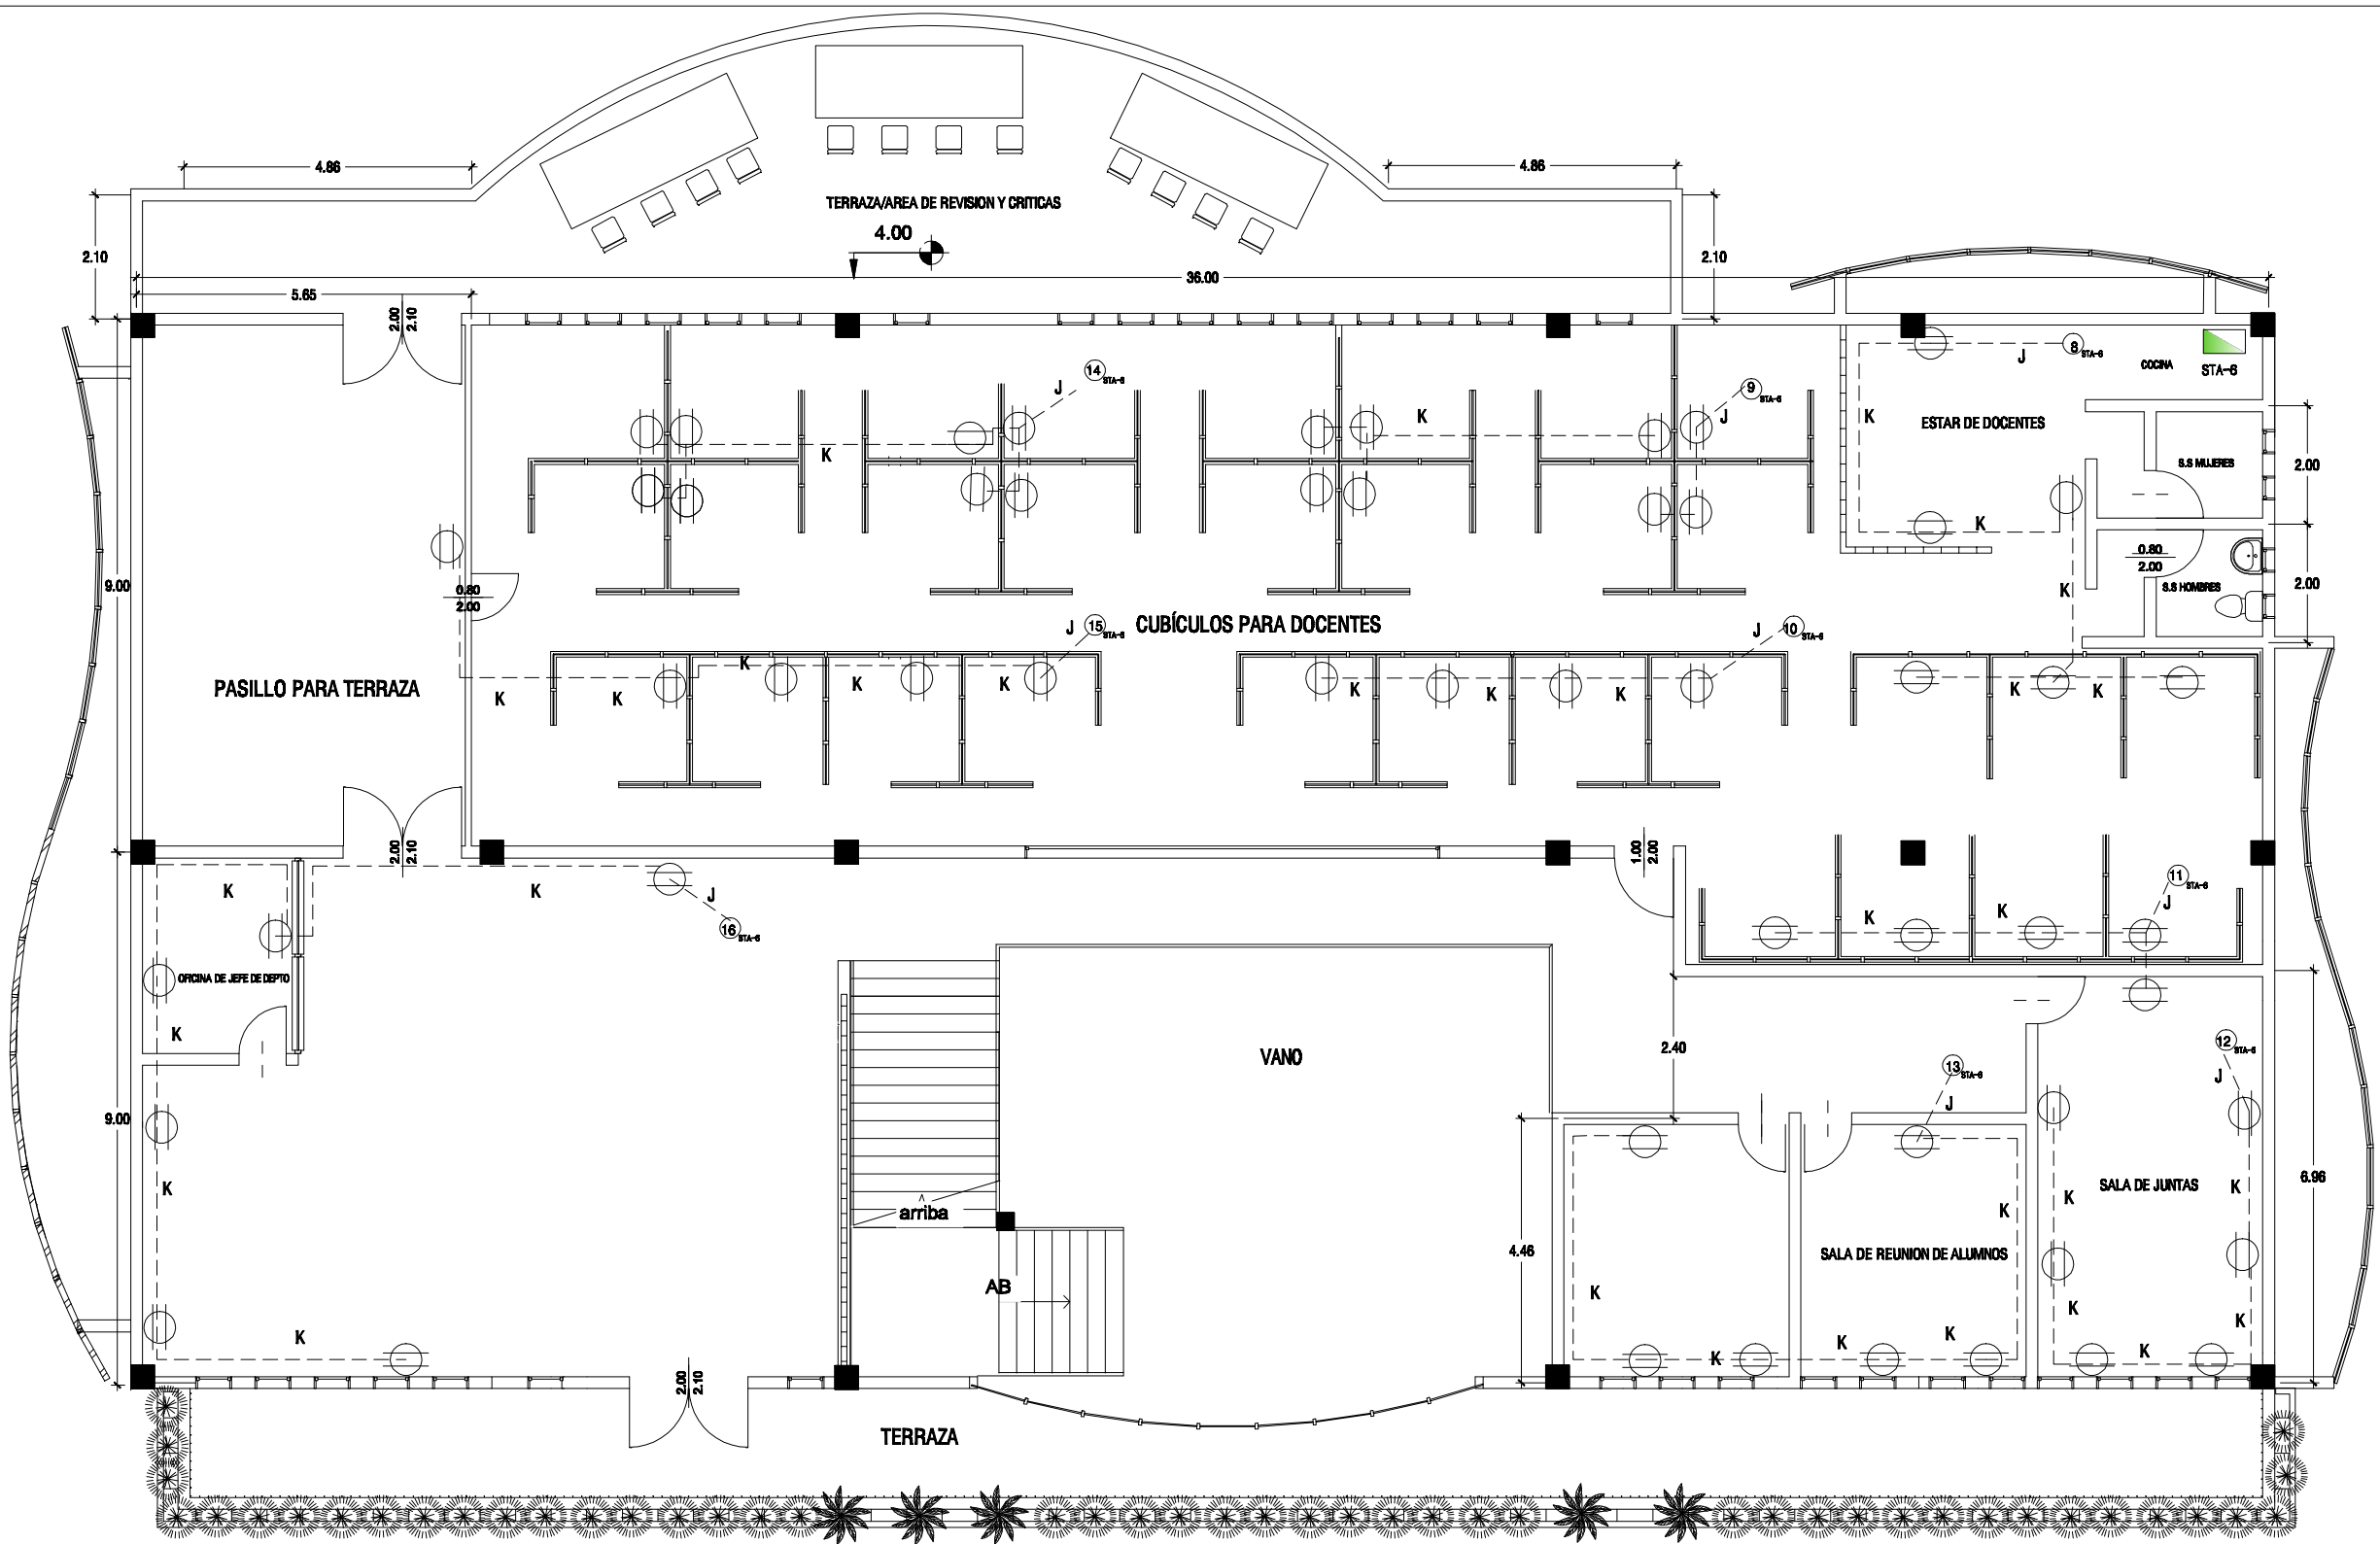 4.86
4.86
TERRAZA/AREA DE REVISION Y CRITICAS
4.00
2.10
2.10
36.00
5.65
2.00
2.10
8 STA-6
J
COCINA
STA-6
14 STA-6
J
9 STA-6
J
K
K
ESTAR DE DOCENTES
K
S.S MUJERES
2.00
K
0.80
2.00
S.S HOMBRES
2.00
9.00
0.80
2.00
K
J
15 STA-6
CUBÍCULOS PARA DOCENTES
J
10 STA-6
PASILLO PARA TERRAZA
K
K
K
K
K
K
K
K
K
K
2.00
2.10
1.00
2.00
K
K
J
16 STA-6
11 STA-6
J
K
K
OFICINA DE JEFE DE DEPTO
K
VANO
2.40
12 STA-6
J
13 STA-6
J
9.00
K
K
K
SALA DE JUNTAS
6.96
K
arriba
4.46
SALA DE REUNION DE ALUMNOS
AB
K
K
K
K
K
K
K
K
2.00
2.10
TERRAZA